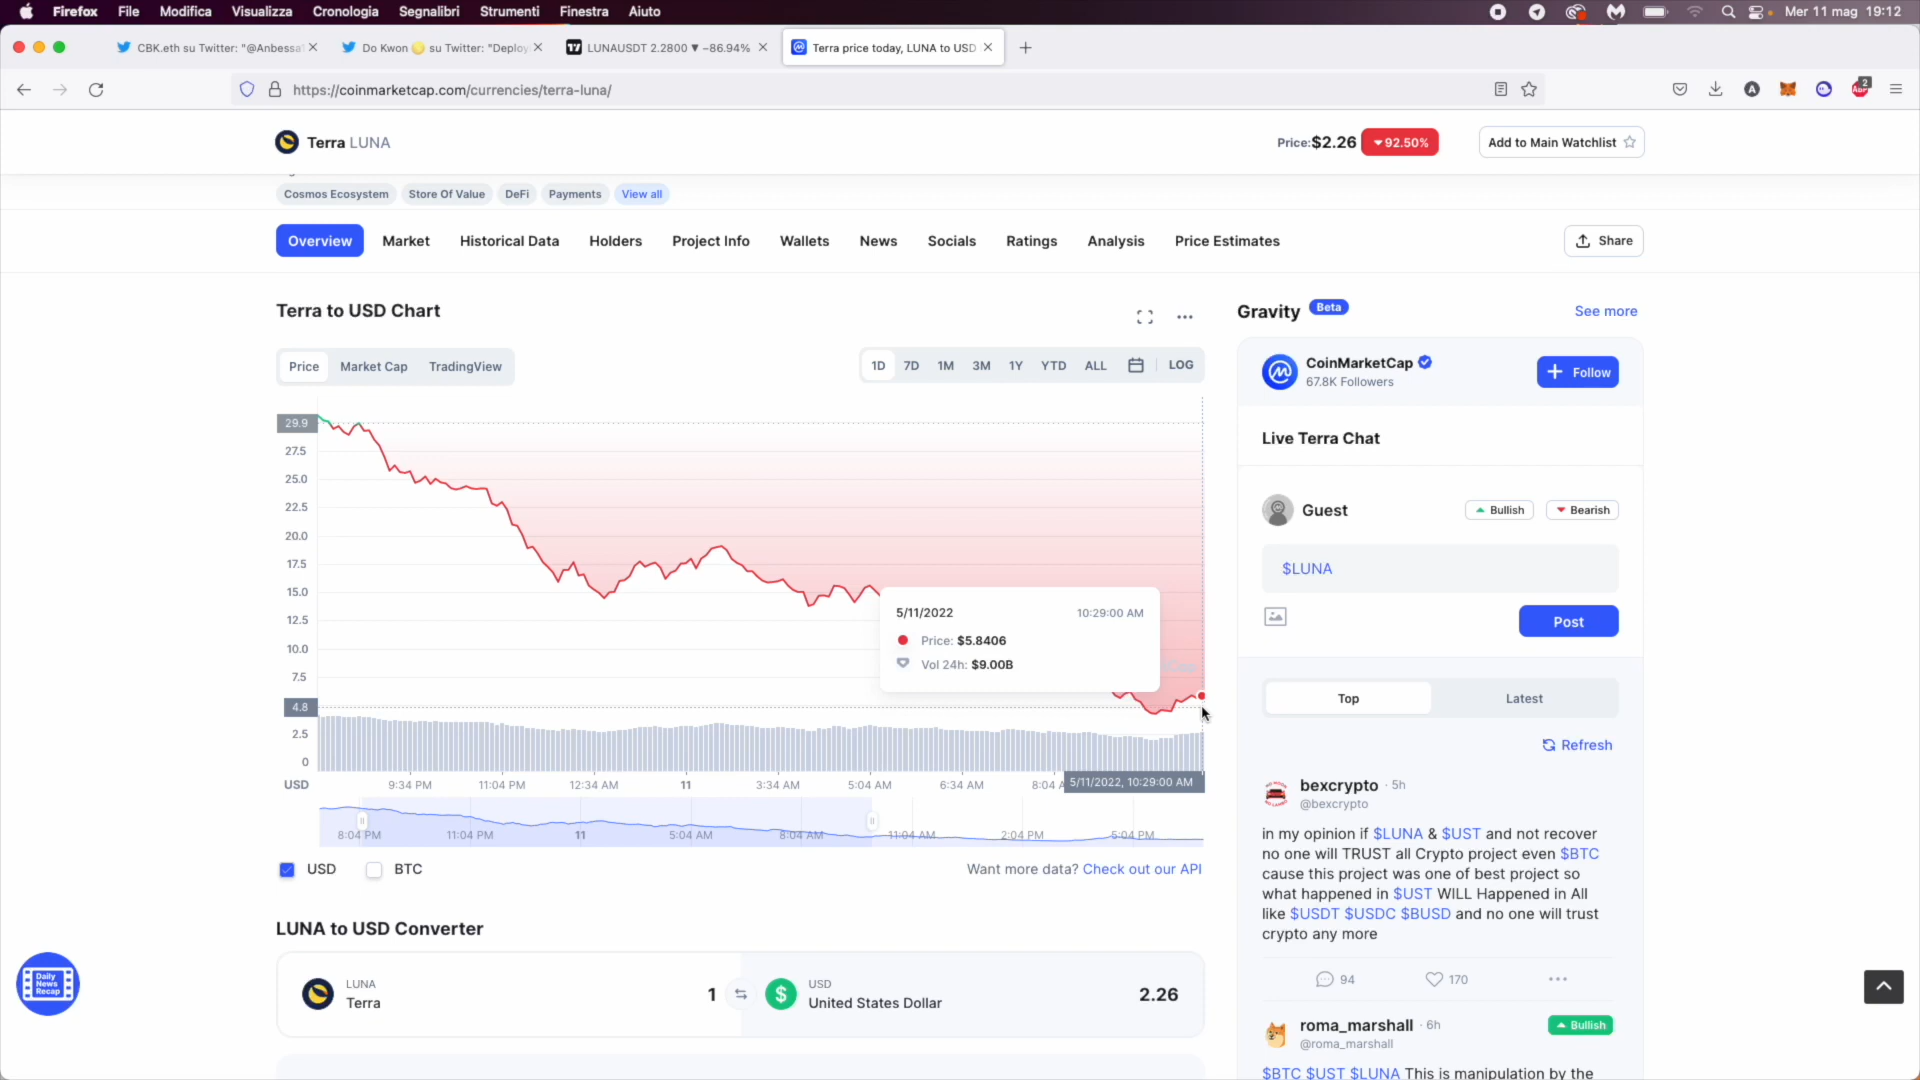 Firefox File Modifica Visualizza Cronologia Segnalibri Strumenti Finestra Aiuto Mer 11 mag 19:12
CBK.eth su Twitter: "@Anbessa
Do Kwon su Twitter: "Deploy
LUNAUSDT 2.2800 ▼ −86.94%
Terra price today, LUNA to USD
https://coinmarketcap.com/currencies/terra-luna/
2
Terra LUNA
Price:$2.26
92.50%
Add to Main Watchlist
Cosmos Ecosystem Store Of Value DeFi Payments View all
Overview Market Historical Data Holders Project Info Wallets News Socials Ratings Analysis Price Estimates
Share
Terra to USD Chart
Price Market Cap TradingView
1D 7D 1M 3M 1Y YTD ALL LOG
29.9
27.5
25.0
22.5
20.0
17.5
15.0
12.5
10.0
7.5
4.8
2.5
0
5/11/2022 10:29:00 AM
Price: $5.8406
Vol 24h: $9.00B
USD 9:34 PM 11:04 PM 12:34 AM 11 3:34 AM 5:04 AM 6:34 AM 8:04 A 5/11/2022, 10:29:00 AM
8:04 PM 11:04 PM 11 5:04 AM 8:04 AM 11:04 AM 2:04 PM 5:04 PM
USD BTC
Want more data? Check out our API
LUNA to USD Converter
LUNA
Terra
1
USD
United States Dollar
2.26
Daily
News
Recap
Gravity Beta See more
CoinMarketCap
67.8K Followers
Follow
Live Terra Chat
Guest Bullish Bearish
$LUNA
Post
Top Latest
Refresh
bexcrypto · 5h
@bexcrypto
in my opinion if $LUNA & $UST and not recover
no one will TRUST all Crypto project even $BTC
cause this project was one of best project so
what happened in $UST WILL Happened in All
like $USDT $USDC $BUSD and no one will trust
crypto any more
94 170
roma_marshall · 6h
@roma_marshall
Bullish
$BTC $UST $LUNA This is manipulation by the